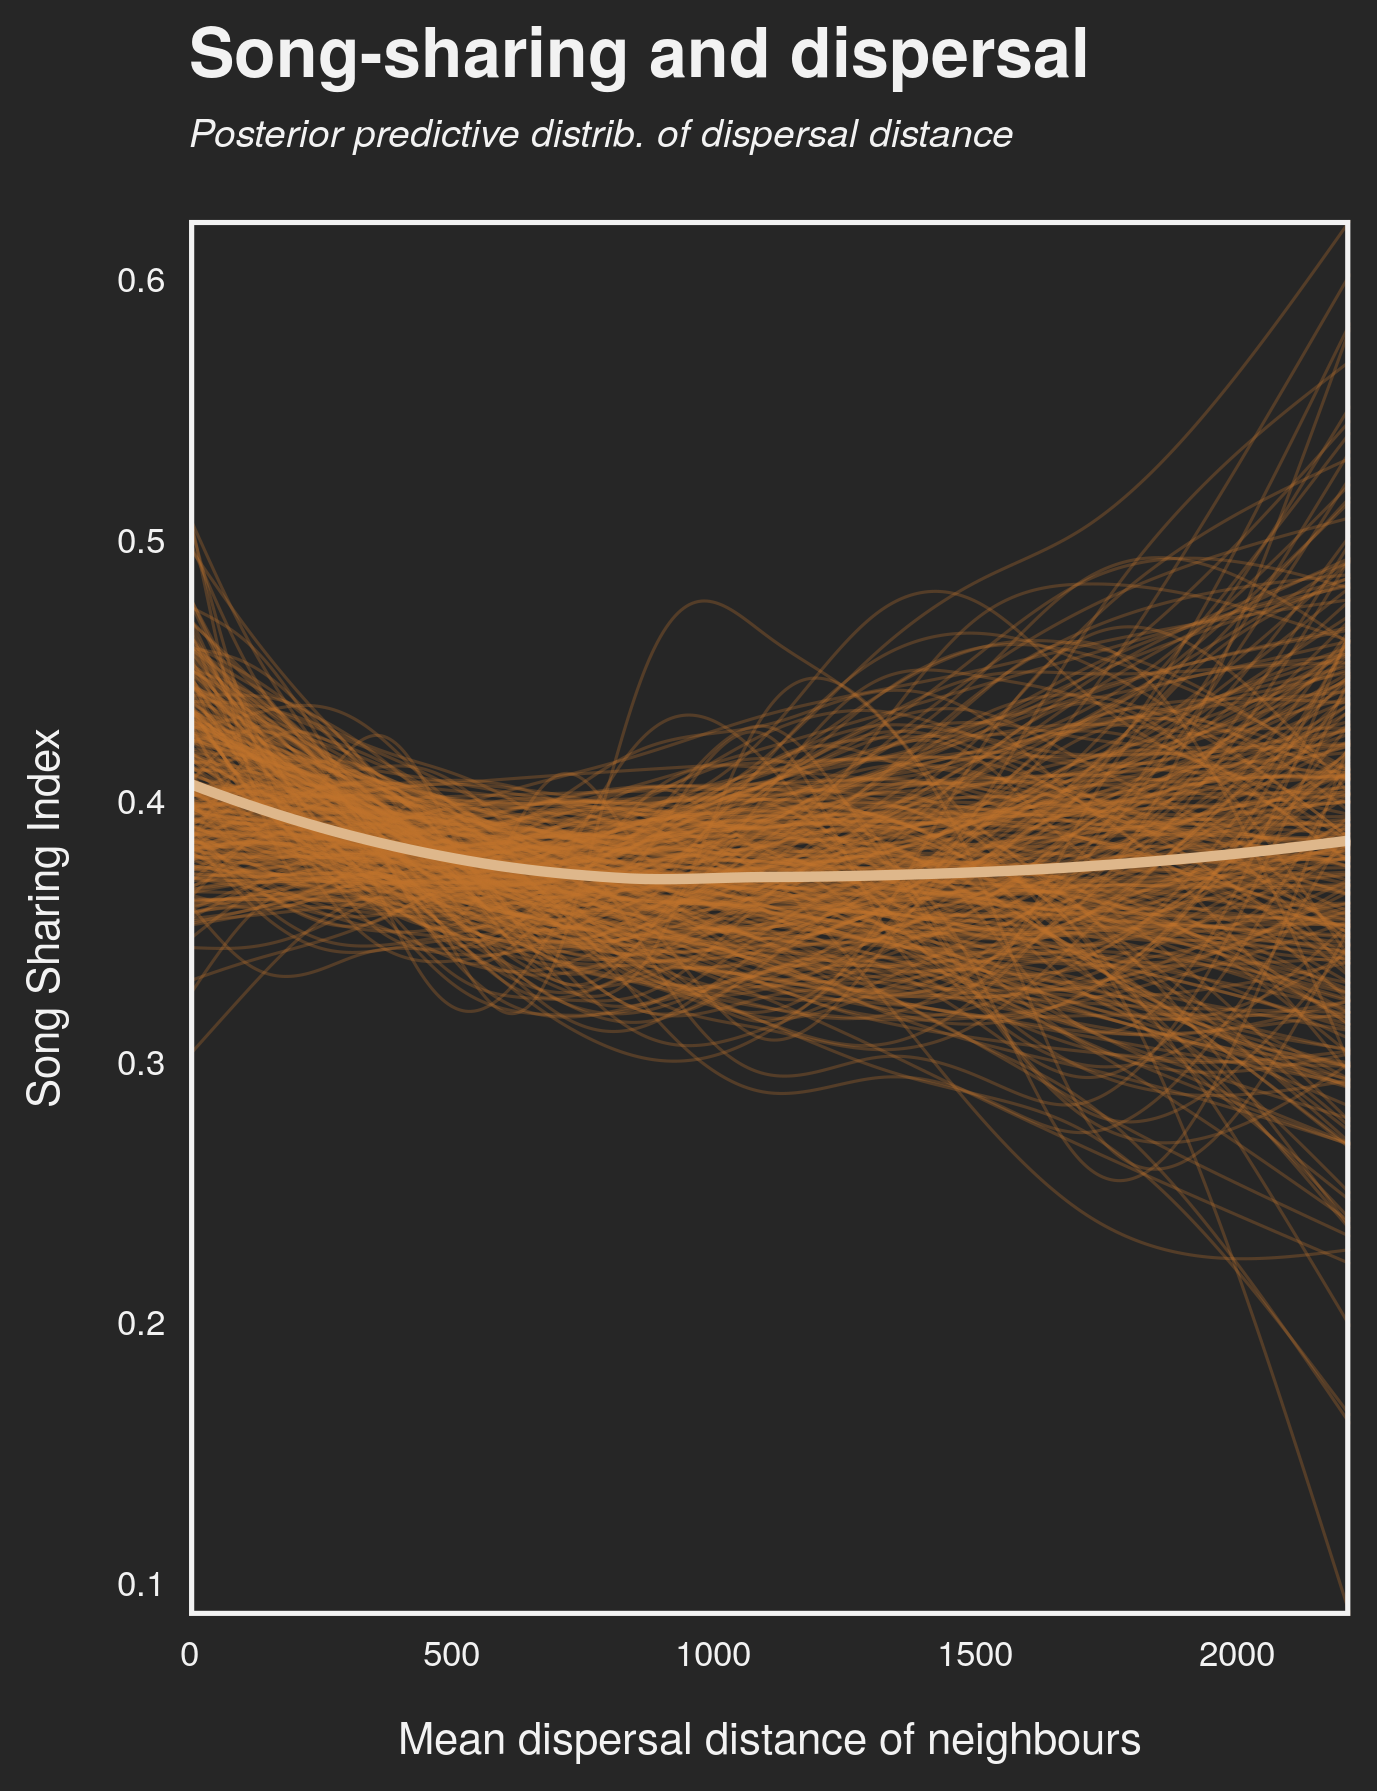 Song-sharing and dispersal
Posterior predictive distrib. of dispersal distance
Song Sharing Index
0.6
0.5
0.4
0.3
0.2
0.1
0 500 1000 1500 2000
Mean dispersal distance of neighbours